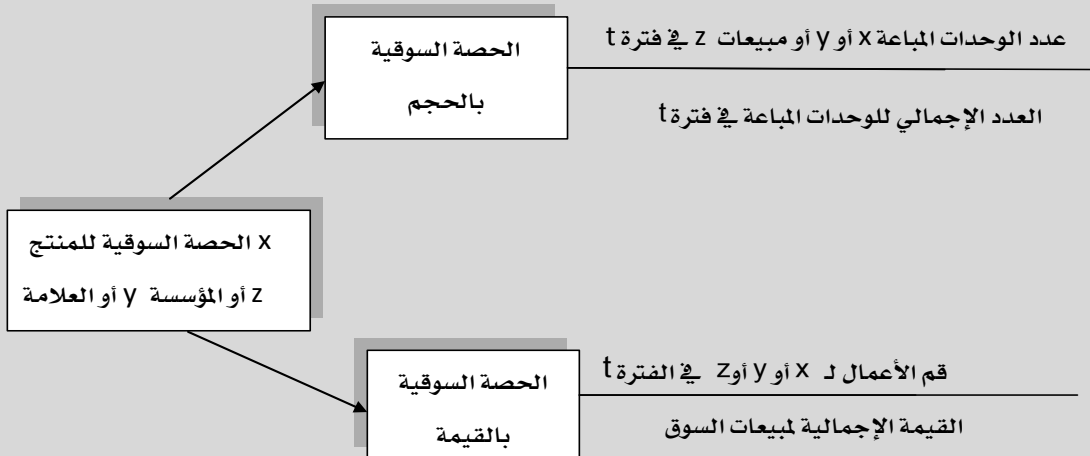 الحصة السوقية
بالحجم
عدد الوحدات المباعة x أو y أو مبيعات z في فترة t
العدد الإجمالي للوحدات المباعة في فترة t
x الحصة السوقية للمنتج
z أو المؤسسة y أو العلامة
الحصة السوقية
بالقيمة
قم الأعمال لـ x أو y أو z في الفترة t
القيمة الإجمالية لمبيعات السوق